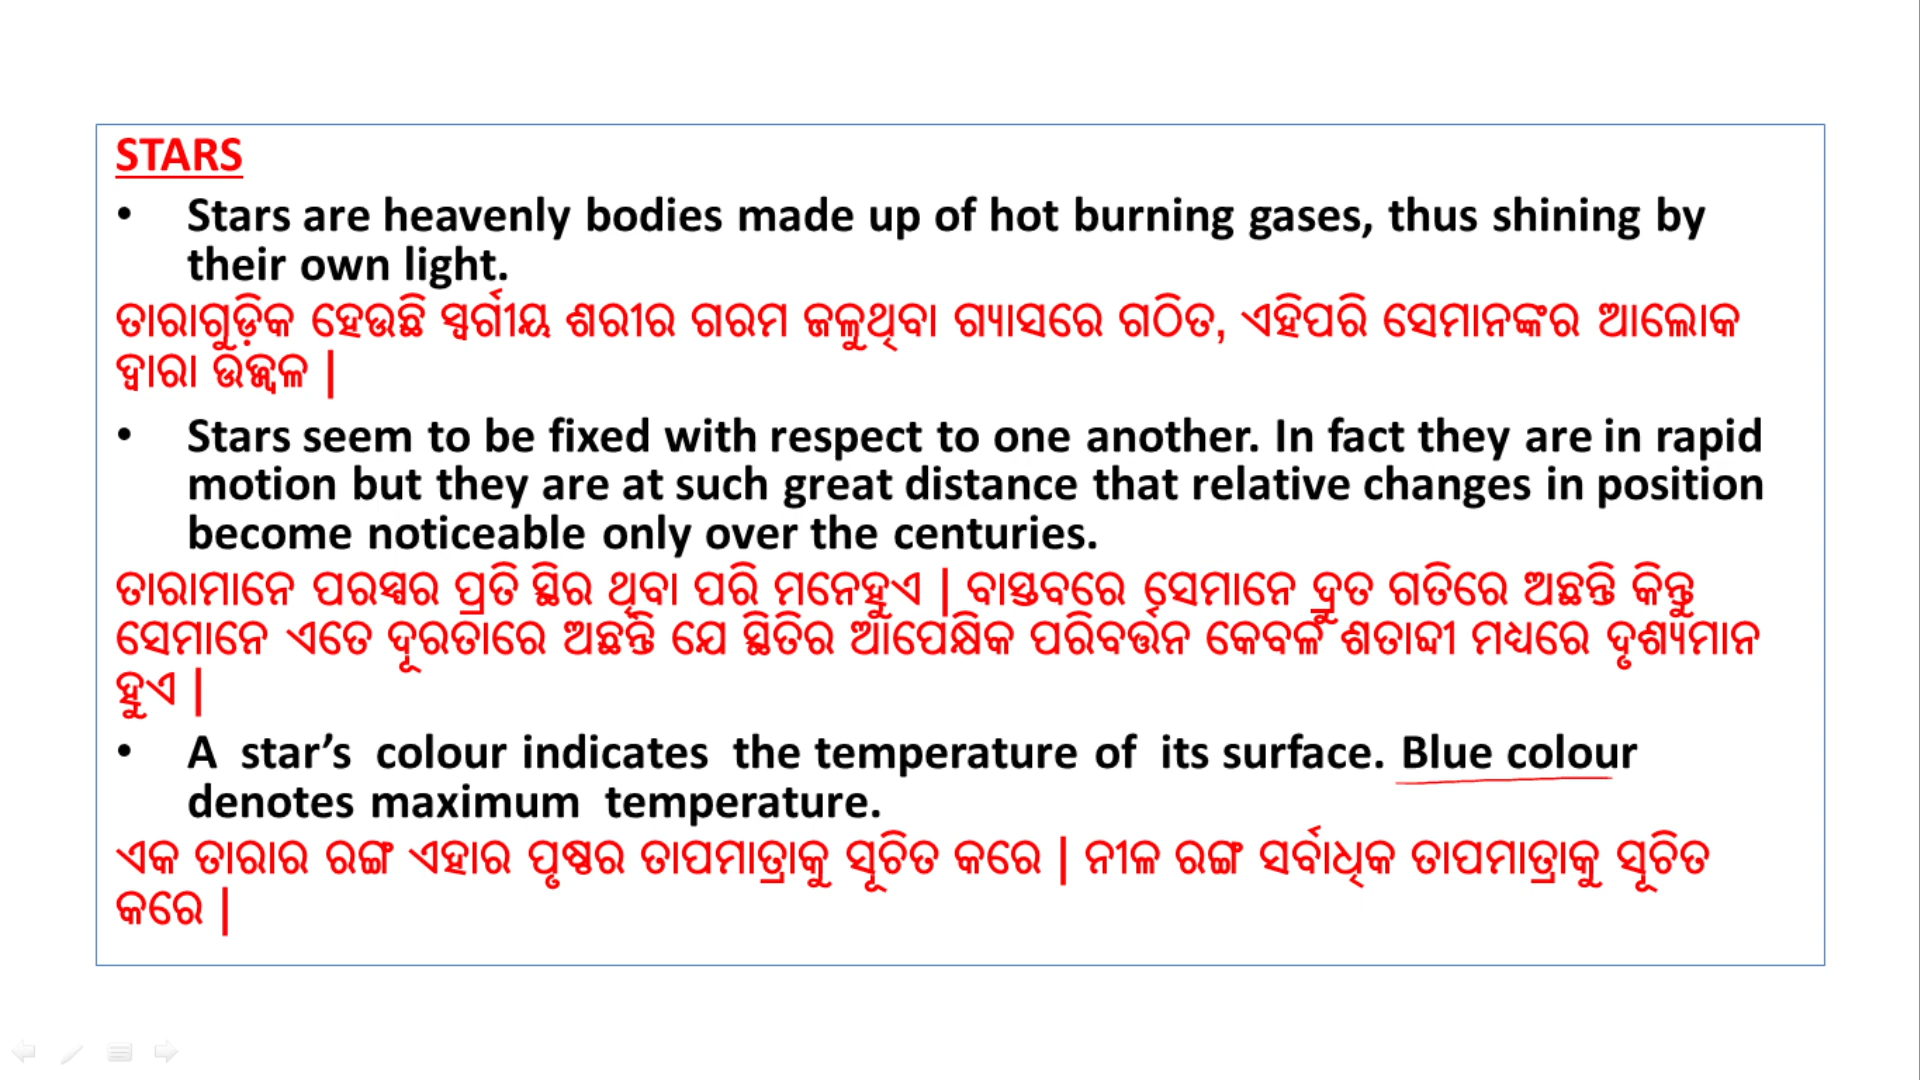 STARS
• Stars are heavenly bodies made up of hot burning gases, thus shining by
their own light.
ତାରାଗୁଡ଼ିକ ହେଉଛି ସ୍ୱର୍ଗୀୟ ଶରୀର ଗରମ ଜଳୁଥିବା ଗ୍ୟାସରେ ଗଠିତ, ଏହିପରି ସେମାନଙ୍କର ଆଲୋକ
ଦ୍ୱାରା ଉଜ୍ଜ୍ୱଳ |
• Stars seem to be fixed with respect to one another. In fact they are in rapid
motion but they are at such great distance that relative changes in position
become noticeable only over the centuries.
ତାରାମାନେ ପରସ୍ପର ପ୍ରତି ସ୍ଥିର ଥିବା ପରି ମନେହୁଏ | ବାସ୍ତବରେ ସେମାନେ ଦ୍ରୁତ ଗତିରେ ଅଛନ୍ତି କିନ୍ତୁ
ସେମାନେ ଏତେ ଦୂରତାରେ ଅଛନ୍ତି ଯେ ସ୍ଥିତିର ଆପେକ୍ଷିକ ପରିବର୍ତ୍ତନ କେବଳ ଶତାବ୍ଦୀ ମଧ୍ୟରେ ଦୃଶ୍ୟମାନ
ହୁଏ |
• A star’s colour indicates the temperature of its surface. Blue colour
denotes maximum temperature.
ଏକ ତାରାର ରଙ୍ଗ ଏହାର ପୃଷ୍ଠର ତାପମାତ୍ରାକୁ ସୂଚିତ କରେ | ନୀଳ ରଙ୍ଗ ସର୍ବାଧିକ ତାପମାତ୍ରାକୁ ସୂଚିତ
କରେ |